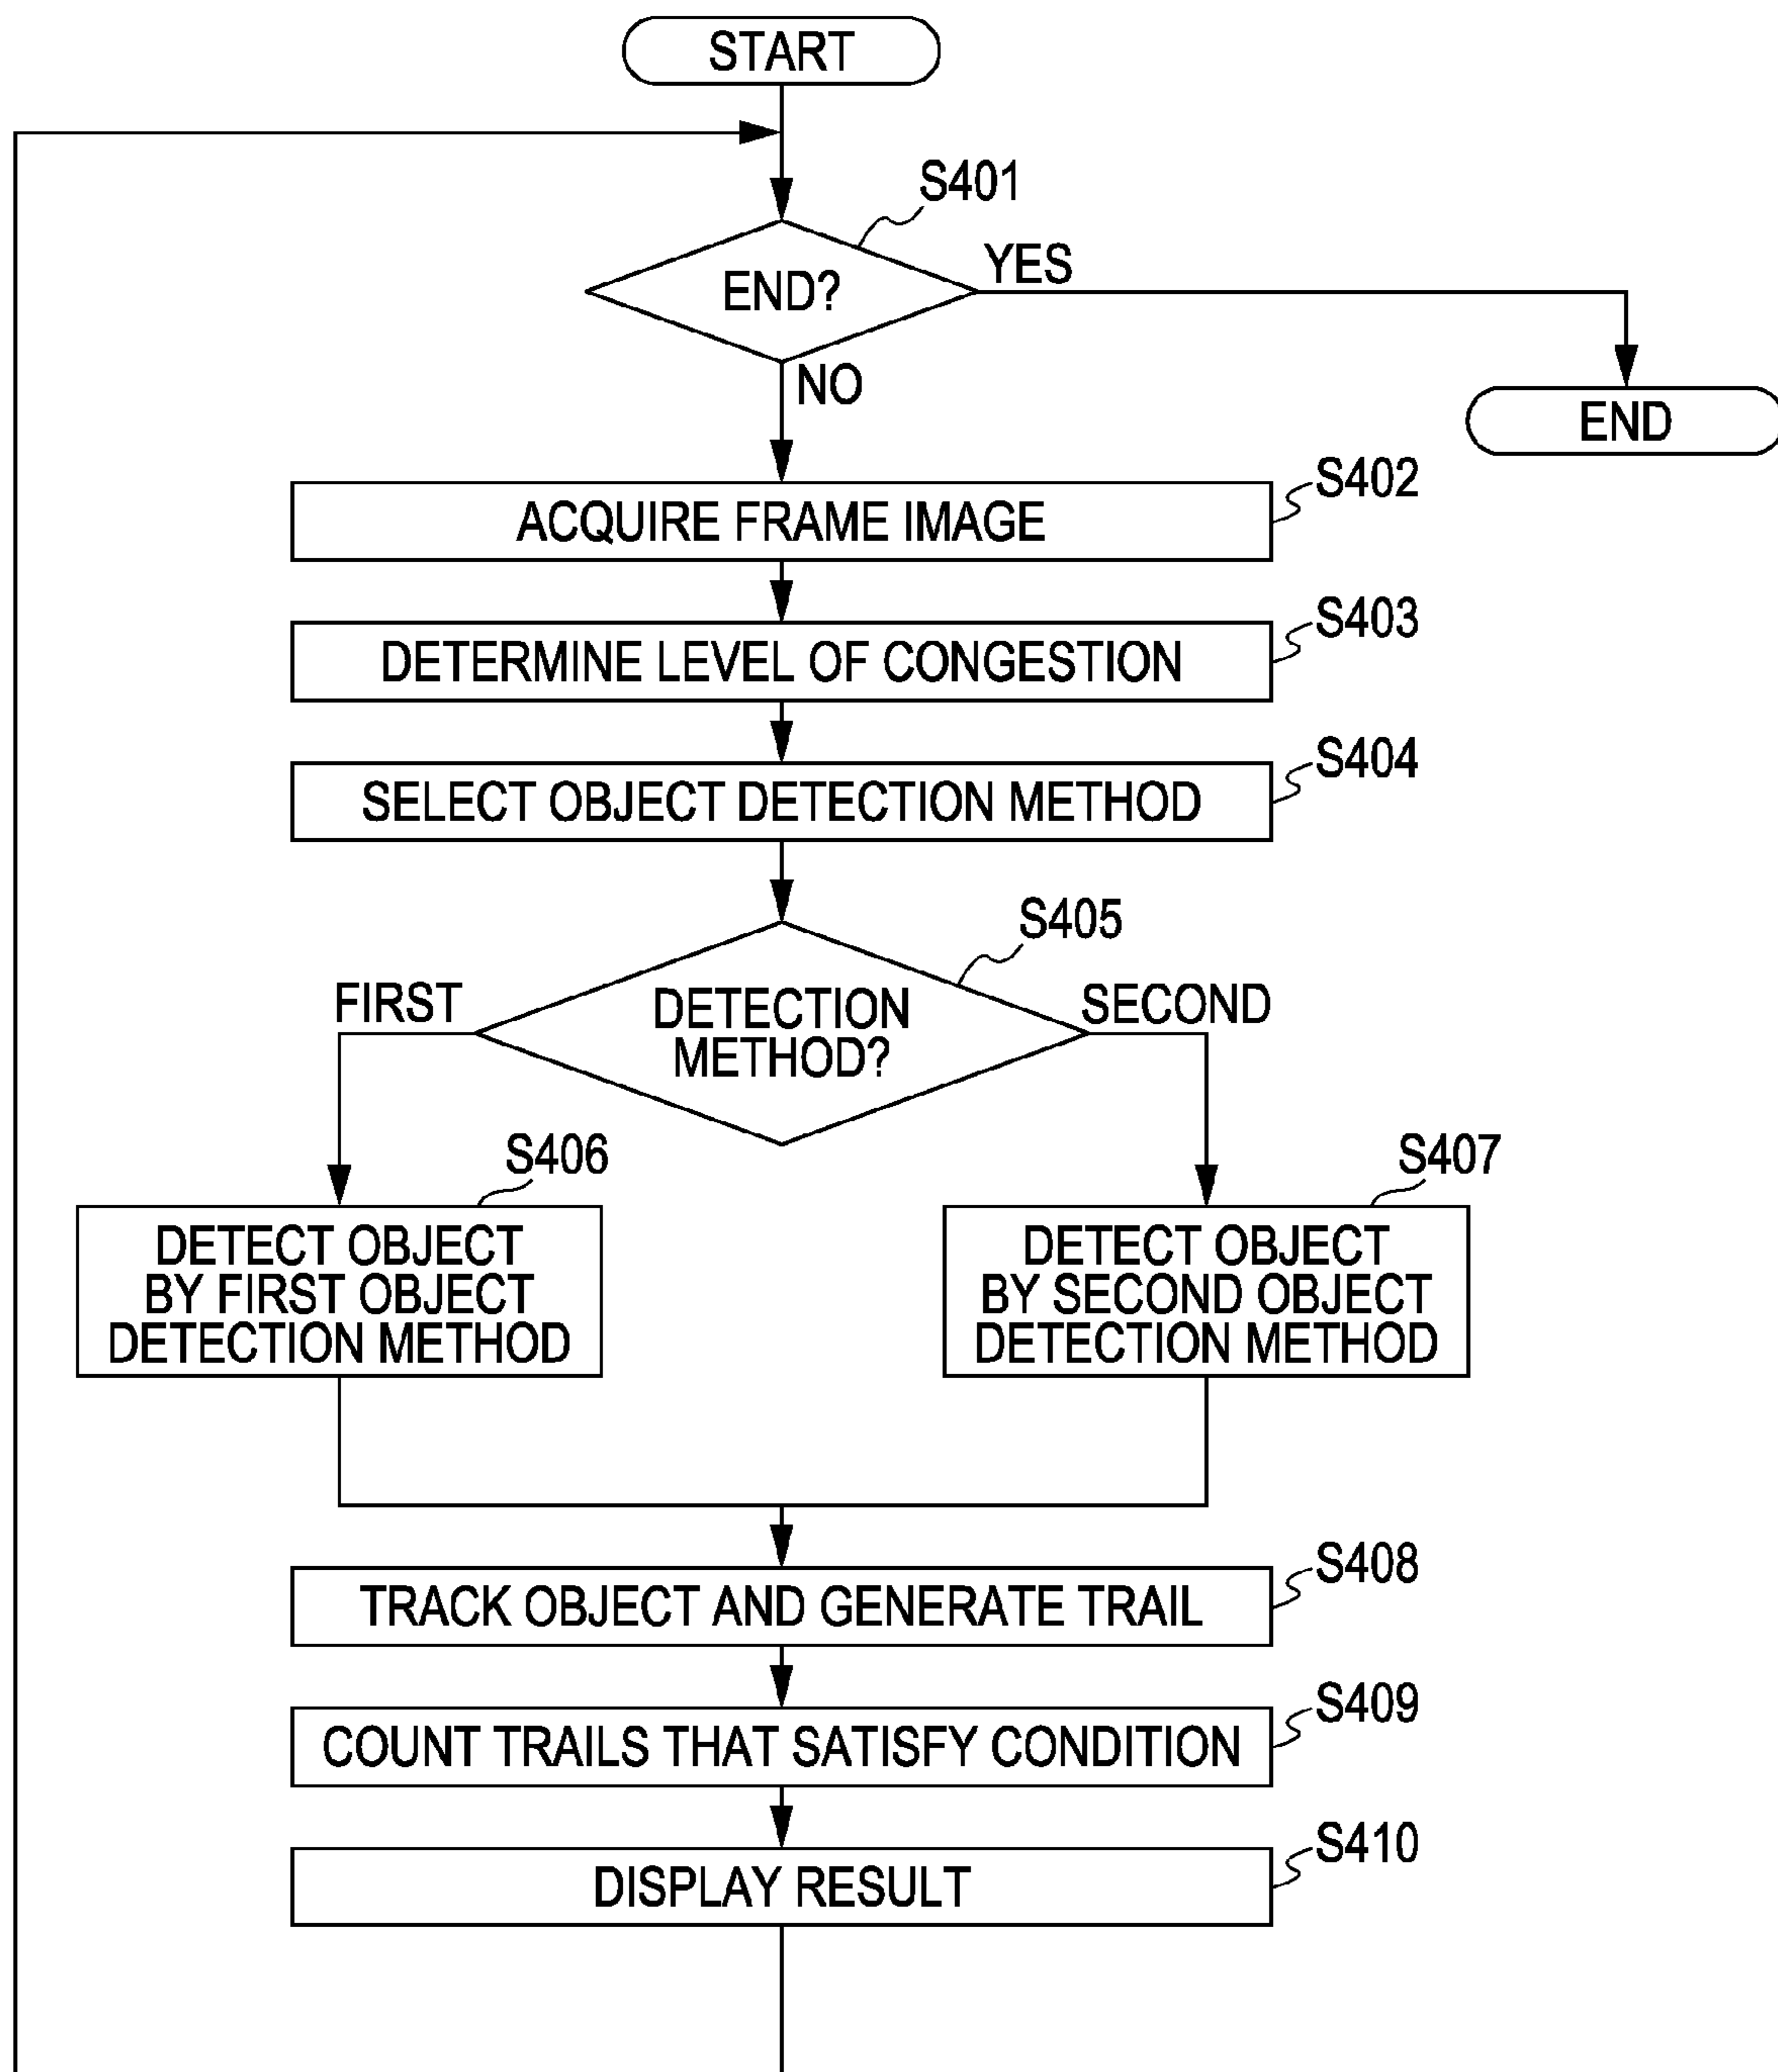 START
S401
END?
YES
NO
END
S402
ACQUIRE FRAME IMAGE
S403
DETERMINE LEVEL OF CONGESTION
S404
SELECT OBJECT DETECTION METHOD
S405
FIRST
DETECTION
METHOD?
SECOND
S406
DETECT OBJECT
BY FIRST OBJECT
DETECTION METHOD
S407
DETECT OBJECT
BY SECOND OBJECT
DETECTION METHOD
S408
TRACK OBJECT AND GENERATE TRAIL
S409
COUNT TRAILS THAT SATISFY CONDITION
S410
DISPLAY RESULT